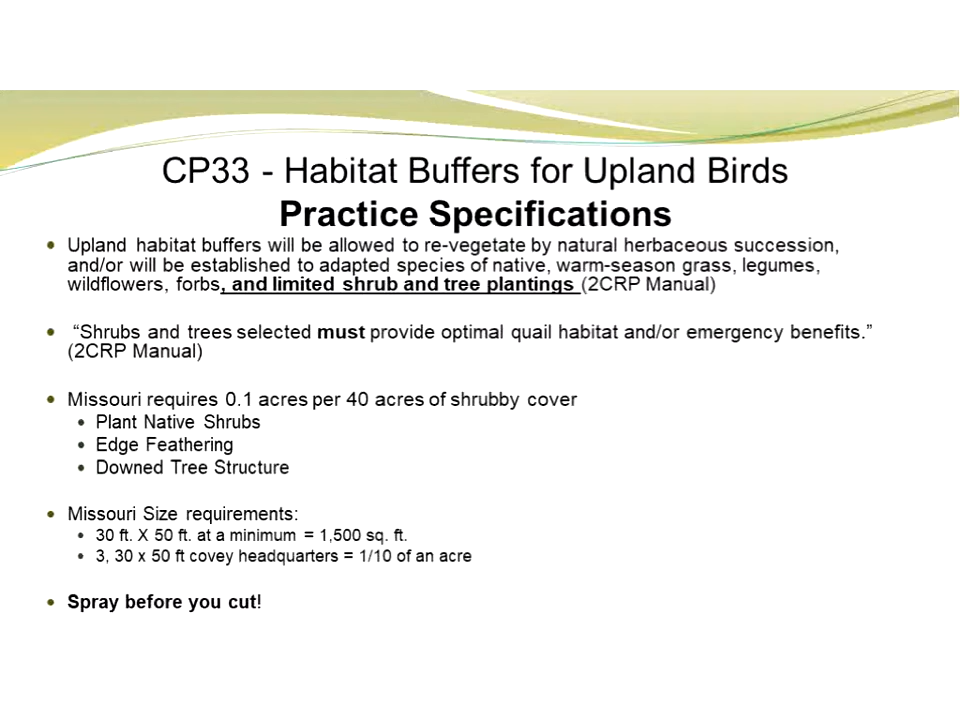 CP33 - Habitat Buffers for Upland Birds
Practice Specifications
• Upland habitat buffers will be allowed to re-vegetate by natural herbaceous succession,
and/or will be established to adapted species of native, warm-season grass, legumes,
wildflowers, forbs, and limited shrub and tree plantings (2CRP Manual)
• “Shrubs and trees selected must provide optimal quail habitat and/or emergency benefits.”
(2CRP Manual)
• Missouri requires 0.1 acres per 40 acres of shrubby cover
• Plant Native Shrubs
• Edge Feathering
• Downed Tree Structure
• Missouri Size requirements:
• 30 ft. X 50 ft. at a minimum = 1,500 sq. ft.
• 3, 30 x 50 ft covey headquarters = 1/10 of an acre
• Spray before you cut!